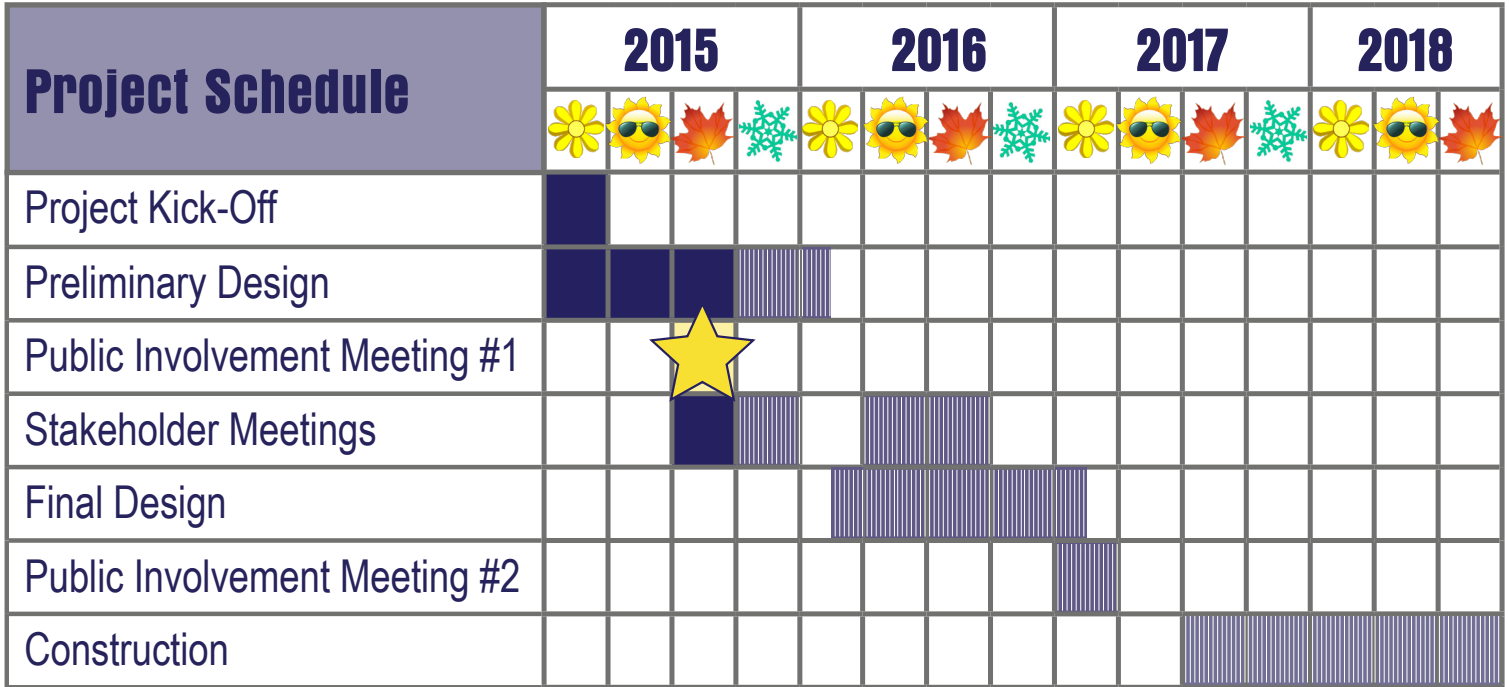 Project Schedule
2015 2016 2017 2018
Project Kick-Off
Preliminary Design
Public Involvement Meeting #1
Stakeholder Meetings
Final Design
Public Involvement Meeting #2
Construction